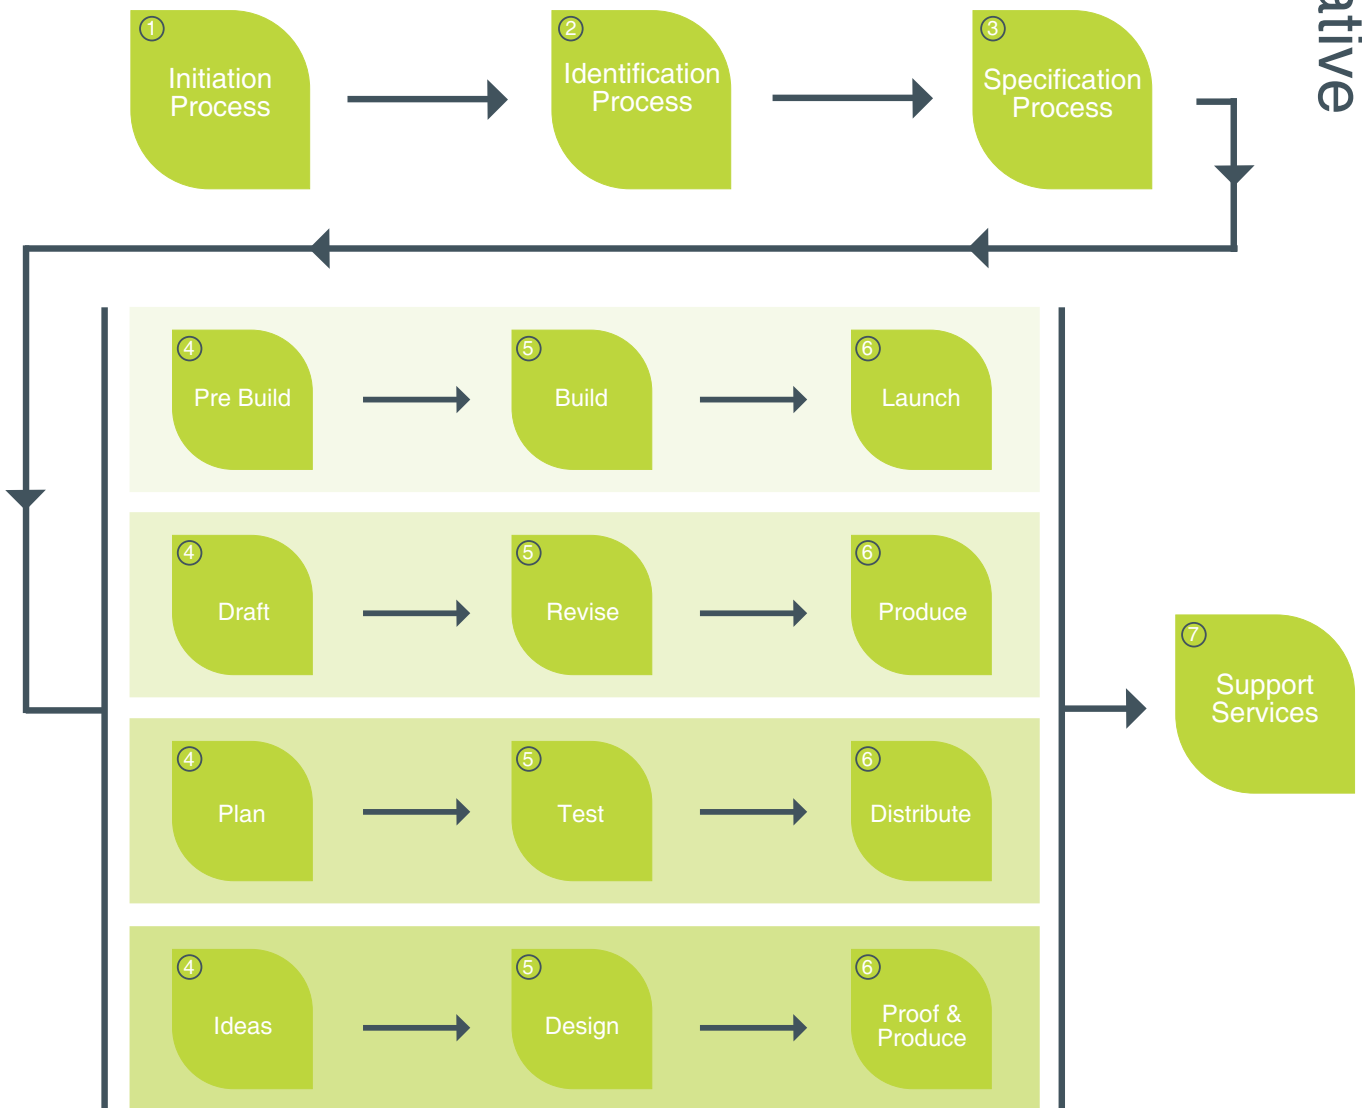 1
Initiation
Process
2
Identification
Process
3
Specification
Process
ative
4
Pre Build
5
Build
6
Launch
4
Draft
5
Revise
6
Produce
4
Plan
5
Test
6
Distribute
4
Ideas
5
Design
6
Proof &
Produce
7
Support
Services